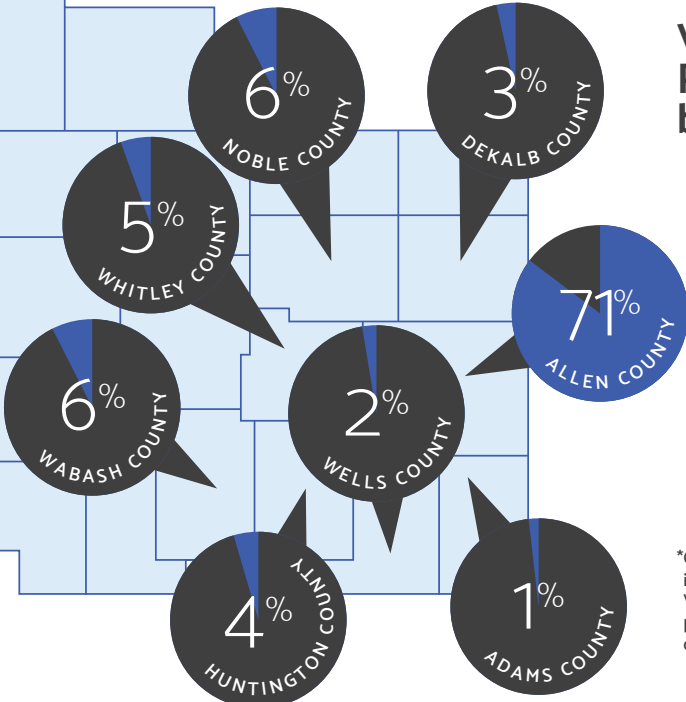 6%
NOBLE COUNTY
3%
DEKALB COUNTY
5%
WHITLEY COUNTY
71%
ALLEN COUNTY
6%
WABASH COUNTY
2%
WELLS COUNTY
4%
HUNTINGTON COUNTY
1%
ADAMS COUNTY